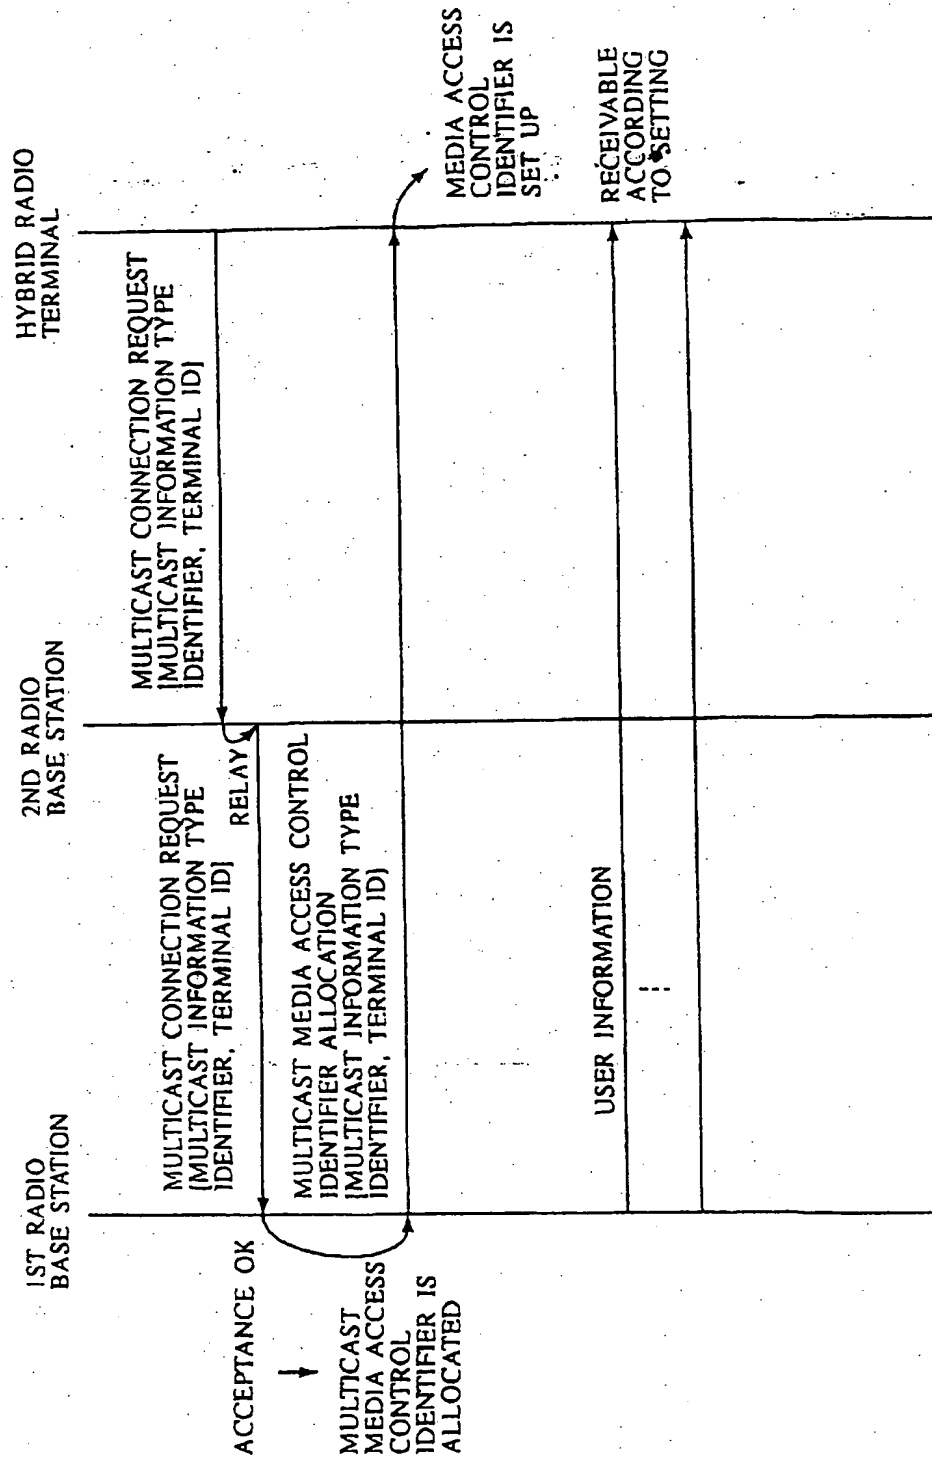 1ST RADIO
BASE STATION
2ND RADIO
BASE STATION
HYBRID RADIO
TERMINAL
MULTICAST CONNECTION REQUEST
[MULTICAST INFORMATION TYPE
IDENTIFIER, TERMINAL ID]
RELAY
MULTICAST CONNECTION REQUEST
[MULTICAST INFORMATION TYPE
IDENTIFIER, TERMINAL ID]
ACCEPTANCE OK
MULTICAST
MEDIA ACCESS
CONTROL
IDENTIFIER IS
ALLOCATED
MULTICAST MEDIA ACCESS CONTROL
IDENTIFIER ALLOCATION
[MULTICAST INFORMATION TYPE
IDENTIFIER, TERMINAL ID]
MEDIA ACCESS
CONTROL
IDENTIFIER IS
SET UP
USER INFORMATION
RECEIVABLE
ACCORDING
TO SETTING